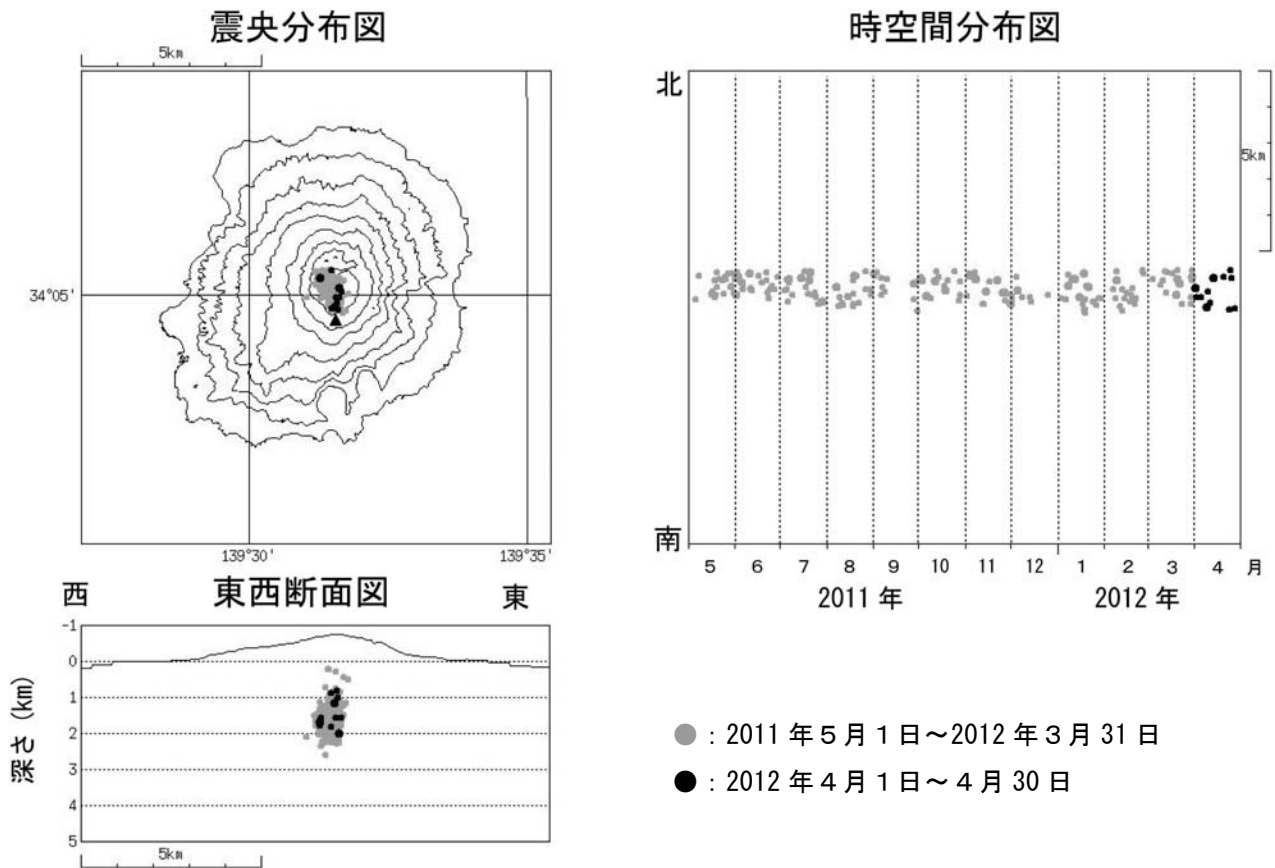 震央分布図
5km
34°05'
139°30'
139°35'
時空間分布図
北
5km
南
5 6 7 8 9 10 11 12 1 2 3 4 月
2011 年 2012 年
西 東西断面図 東
-1
0
1
2
3
4
5
深さ (km)
5km
●：2011 年５月１日～2012 年３月 31 日
●：2012 年４月１日～４月 30 日